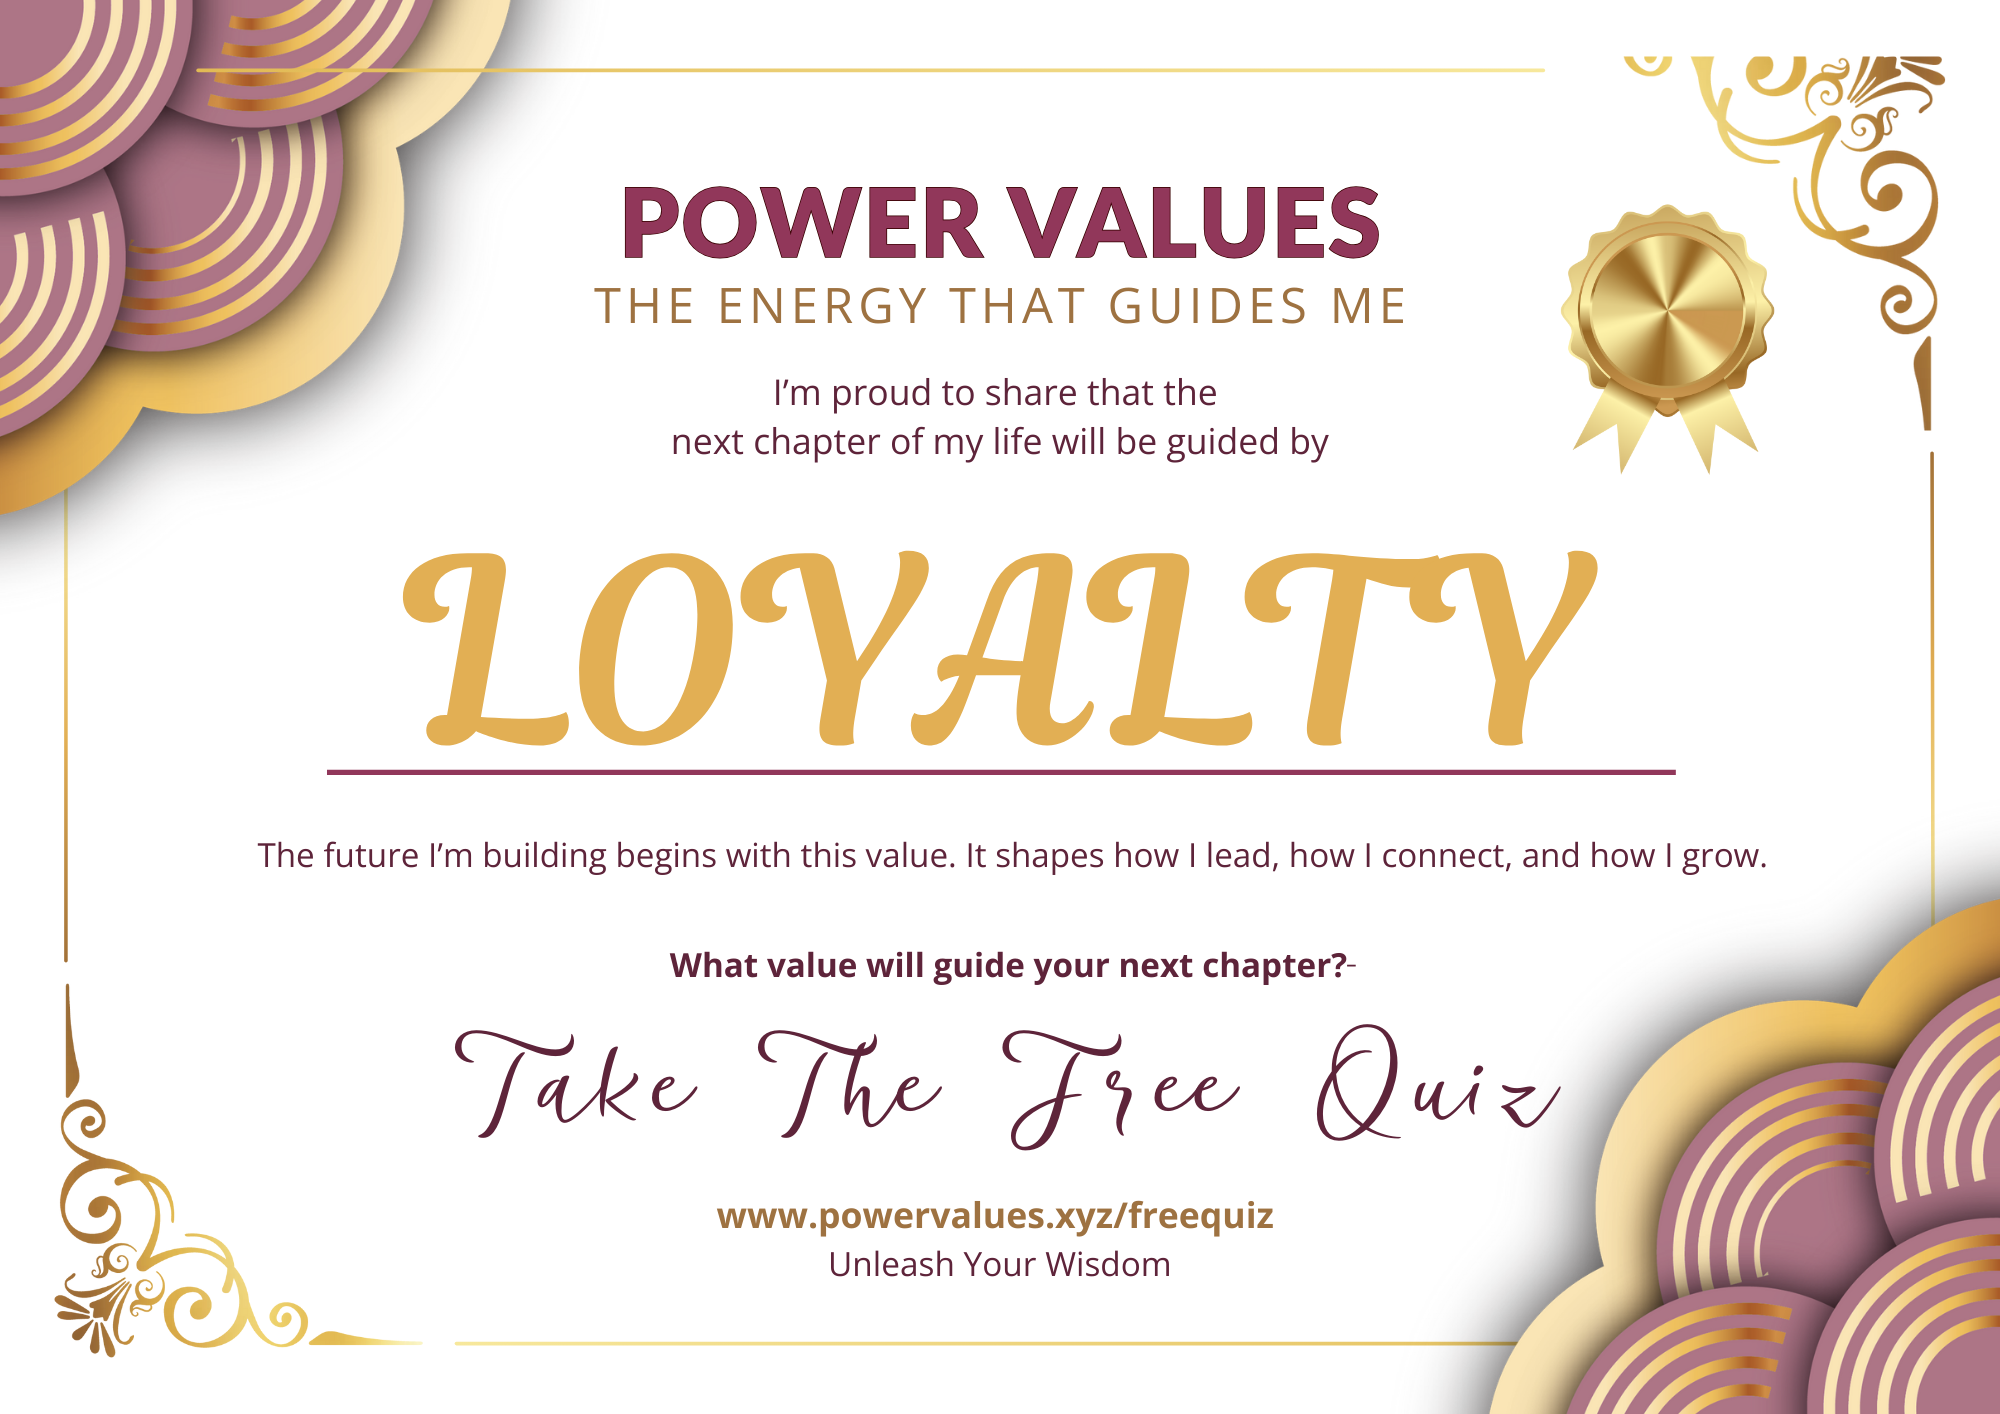 POWER VALUES
THE ENERGY THAT GUIDES ME
I’m proud to share that the
next chapter of my life will be guided by
LOYALTY
The future I’m building begins with this value. It shapes how I lead, how I connect, and how I grow.
What value will guide your next chapter?-
Take The Free Quiz
www.powervalues.xyz/freequiz
Unleash Your Wisdom